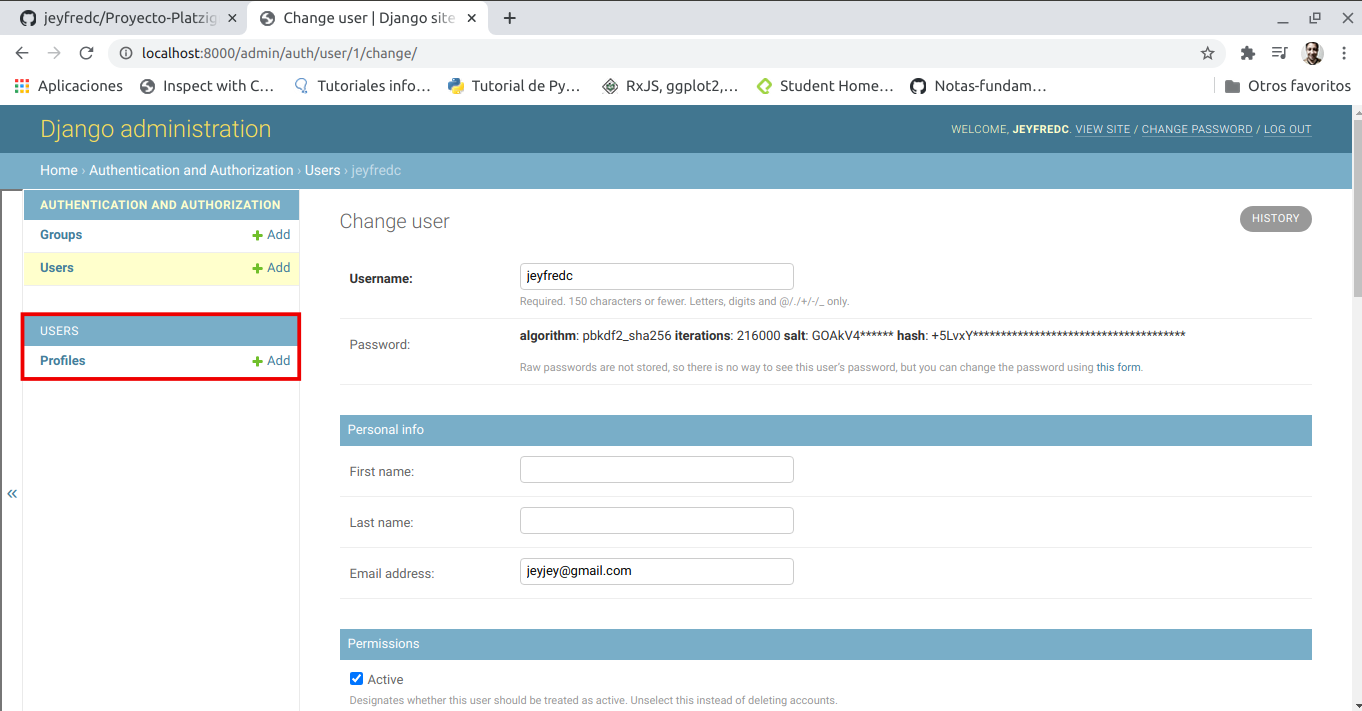 jeyfredc/Proyecto-Platzig
Change user | Django site
localhost:8000/admin/auth/user/1/change/
Aplicaciones Inspect with C... Tutoriales info... Tutorial de Py... RxJS, ggplot2,... Student Home... Notas-fundam... Otros favoritos
Django administration
WELCOME, JEYFREDC. VIEW SITE / CHANGE PASSWORD / LOG OUT
Home › Authentication and Authorization › Users › jeyfredc
AUTHENTICATION AND AUTHORIZATION
Groups + Add
Users + Add
USERS
Profiles + Add
«
Change user
HISTORY
Username: jeyfredc
Required. 150 characters or fewer. Letters, digits and @/./+/-/_ only.
Password: algorithm: pbkdf2_sha256 iterations: 216000 salt: GOAkV4****** hash: +5LvxY**************************************
Raw passwords are not stored, so there is no way to see this user's password, but you can change the password using this form.
Personal info
First name:
Last name:
Email address: jeyjey@gmail.com
Permissions
Active
Designates whether this user should be treated as active. Unselect this instead of deleting accounts.